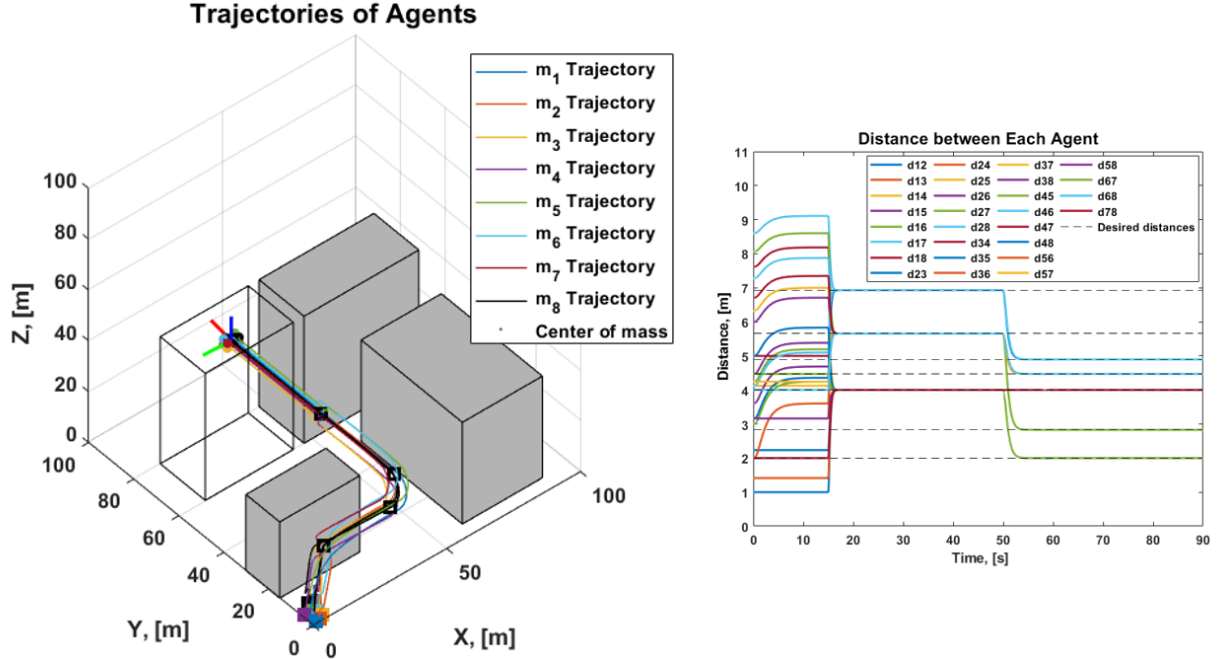 Trajectories of Agents
m1 Trajectory
m2 Trajectory
m3 Trajectory
m4 Trajectory
m5 Trajectory
m6 Trajectory
m7 Trajectory
m8 Trajectory
Center of mass
Z, [m]
100
80
60
40
20
0
100
80
60
40
20
0
Y, [m]
0
50
100
X, [m]
Distance between Each Agent
d12 d24 d37 d58
d13 d25 d38 d67
d14 d26 d45 d68
d15 d27 d46 d78
d16 d28 d47 Desired distances
d17 d34 d48
d18 d35 d56
d23 d36 d57
Distance, [m]
11
10
9
8
7
6
5
4
3
2
1
0
0 10 20 30 40 50 60 70 80 90
Time, [s]